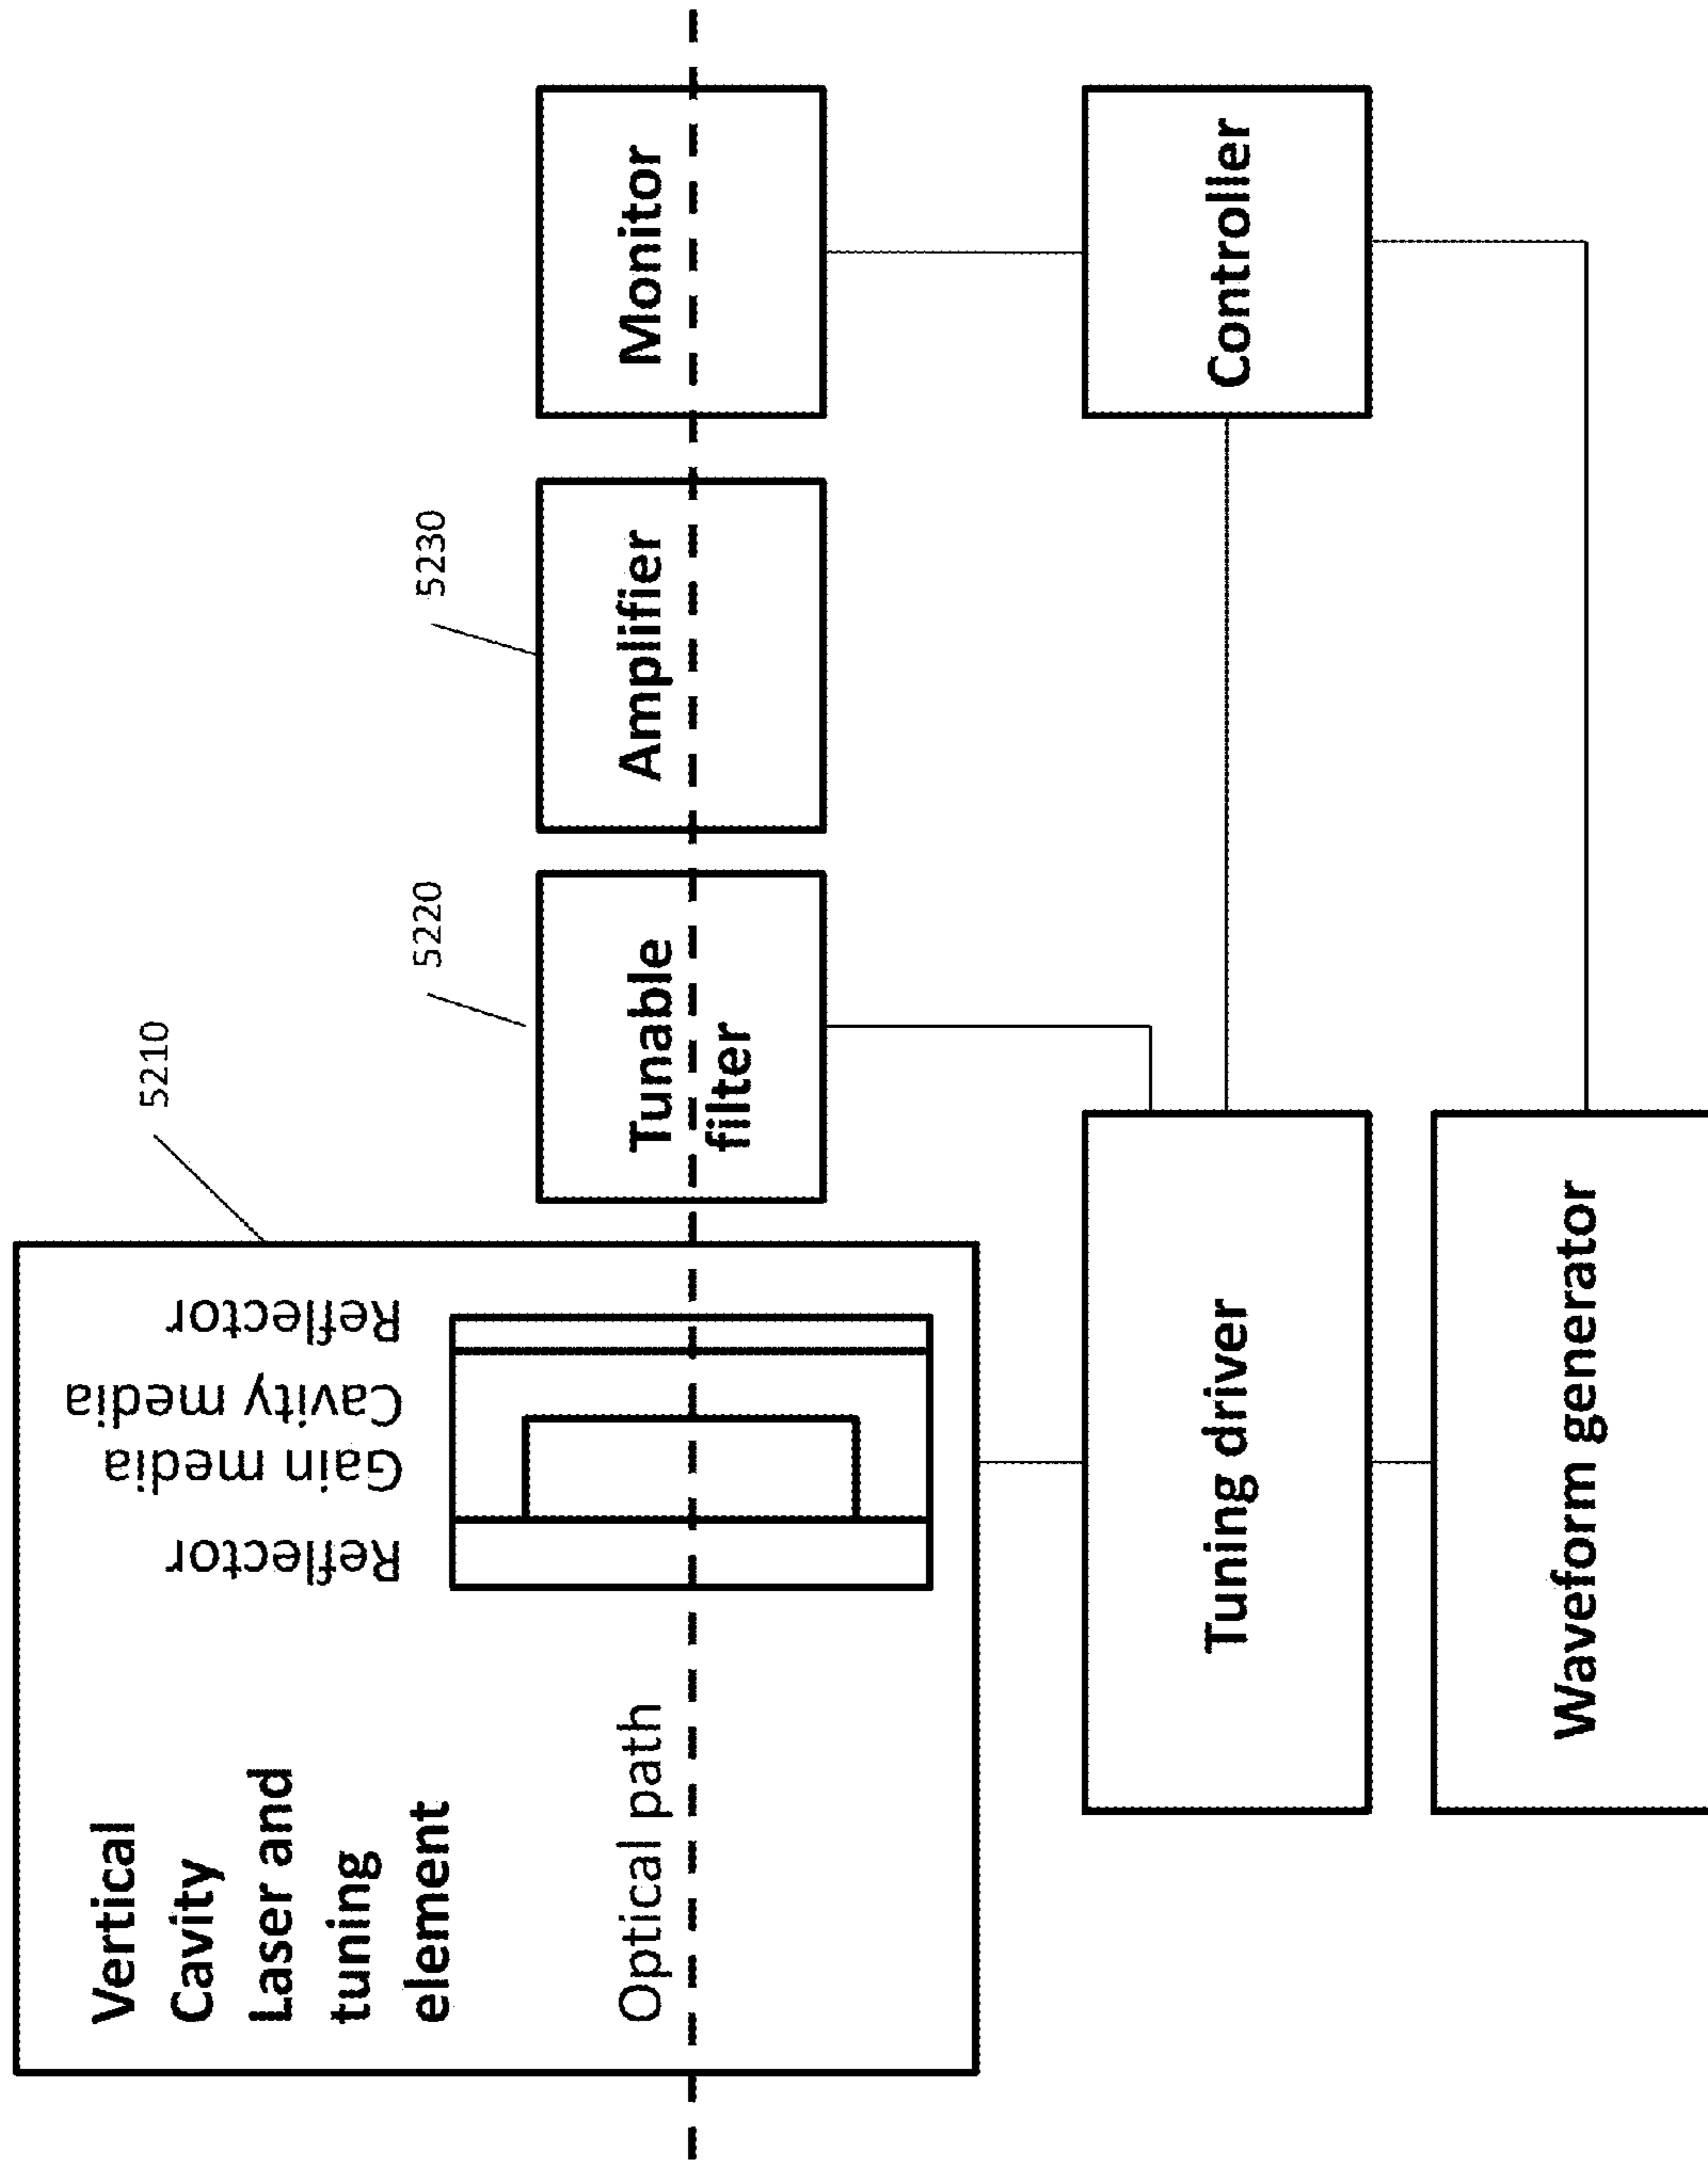 Vertical
Cavity
Laser and
tuning
element
Optical path
Reflector
Gain media
Cavity media
Reflector
5210
Tunable
filter
5220
Amplifier
5230
Monitor
Tuning driver
Controller
Waveform generator